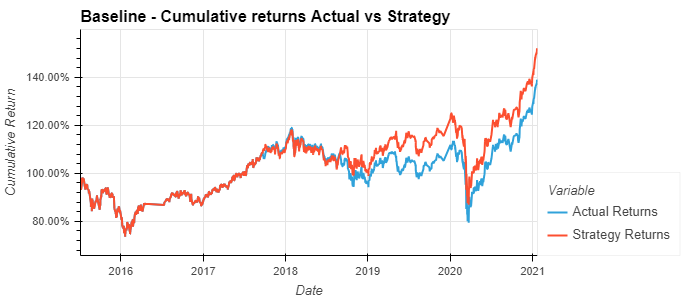 Baseline - Cumulative returns Actual vs Strategy
Cumulative Return
140.00%
120.00%
100.00%
80.00%
2016 2017 2018 2019 2020 2021
Date
Variable
Actual Returns
Strategy Returns